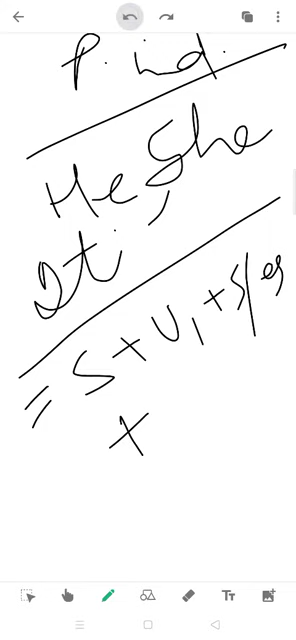 P. ind.
He, She
It,
= S + V1 + s/es
+